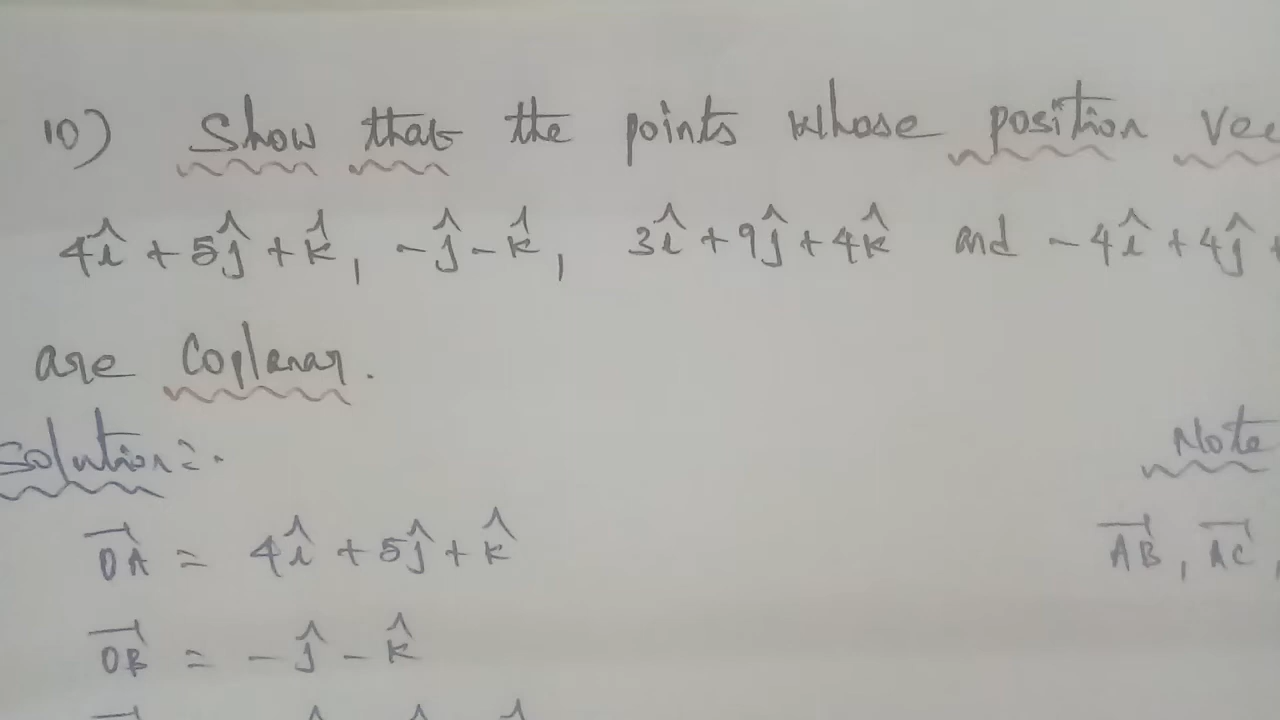 10) Show that the points whose position vec
4î + 5ĵ + k̂, -ĵ - k̂, 3î + 9ĵ + 4k̂ and -4î + 4ĵ +
are coplanar.
Solution:-
Note
OA = 4î + 5ĵ + k̂
AB, AC,
OB = -ĵ - k̂